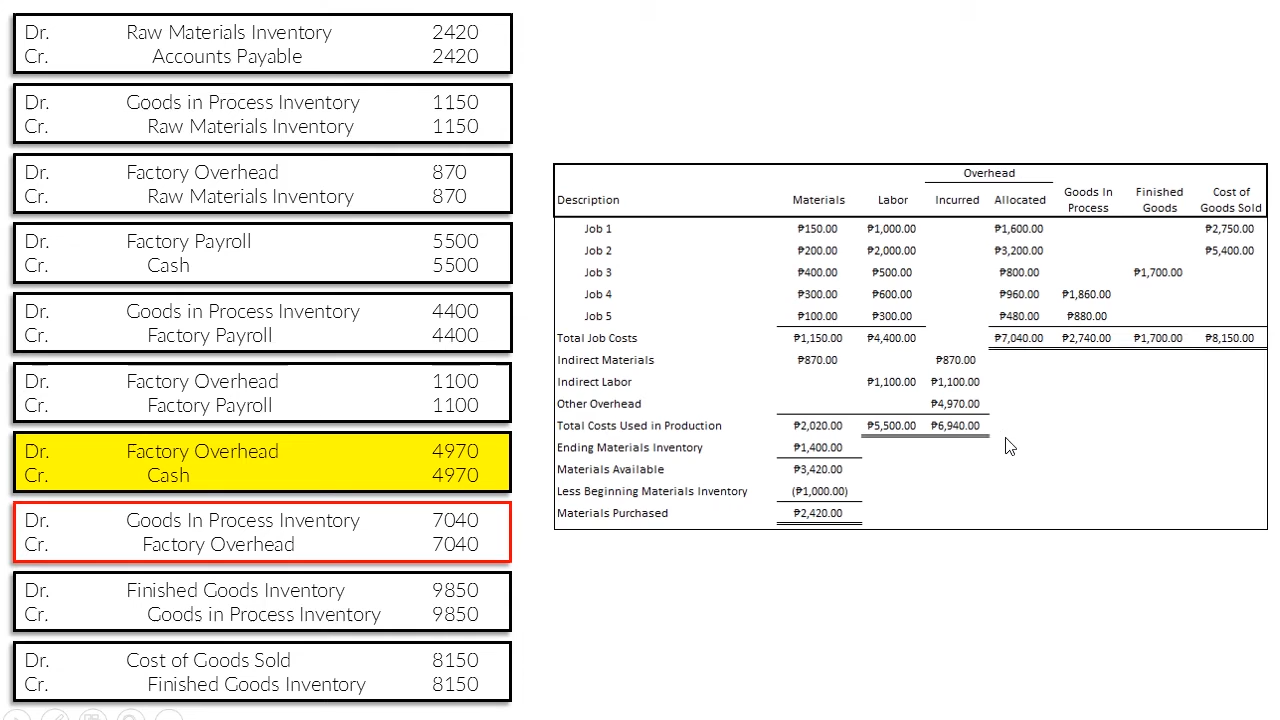 Dr. Raw Materials Inventory 2420
Cr. Accounts Payable 2420
Dr. Goods in Process Inventory 1150
Cr. Raw Materials Inventory 1150
Dr. Factory Overhead 870
Cr. Raw Materials Inventory 870
Dr. Factory Payroll 5500
Cr. Cash 5500
Dr. Goods in Process Inventory 4400
Cr. Factory Payroll 4400
Dr. Factory Overhead 1100
Cr. Factory Payroll 1100
Dr. Factory Overhead 4970
Cr. Cash 4970
Dr. Goods In Process Inventory 7040
Cr. Factory Overhead 7040
Dr. Finished Goods Inventory 9850
Cr. Goods in Process Inventory 9850
Dr. Cost of Goods Sold 8150
Cr. Finished Goods Inventory 8150
Overhead
Goods In Finished Cost of
Description Materials Labor Incurred Allocated
Process Goods Goods Sold
Job 1 ₱150.00 ₱1,000.00 ₱1,600.00 ₱2,750.00
Job 2 ₱200.00 ₱2,000.00 ₱3,200.00 ₱5,400.00
Job 3 ₱400.00 ₱500.00 ₱800.00 ₱1,700.00
Job 4 ₱300.00 ₱600.00 ₱960.00 ₱1,860.00
Job 5 ₱100.00 ₱300.00 ₱480.00 ₱880.00
Total Job Costs ₱1,150.00 ₱4,400.00 ₱7,040.00 ₱2,740.00 ₱1,700.00 ₱8,150.00
Indirect Materials ₱870.00 ₱870.00
Indirect Labor ₱1,100.00 ₱1,100.00
Other Overhead ₱4,970.00
Total Costs Used in Production ₱2,020.00 ₱5,500.00 ₱6,940.00
Ending Materials Inventory ₱1,400.00
Materials Available ₱3,420.00
Less Beginning Materials Inventory (₱1,000.00)
Materials Purchased ₱2,420.00